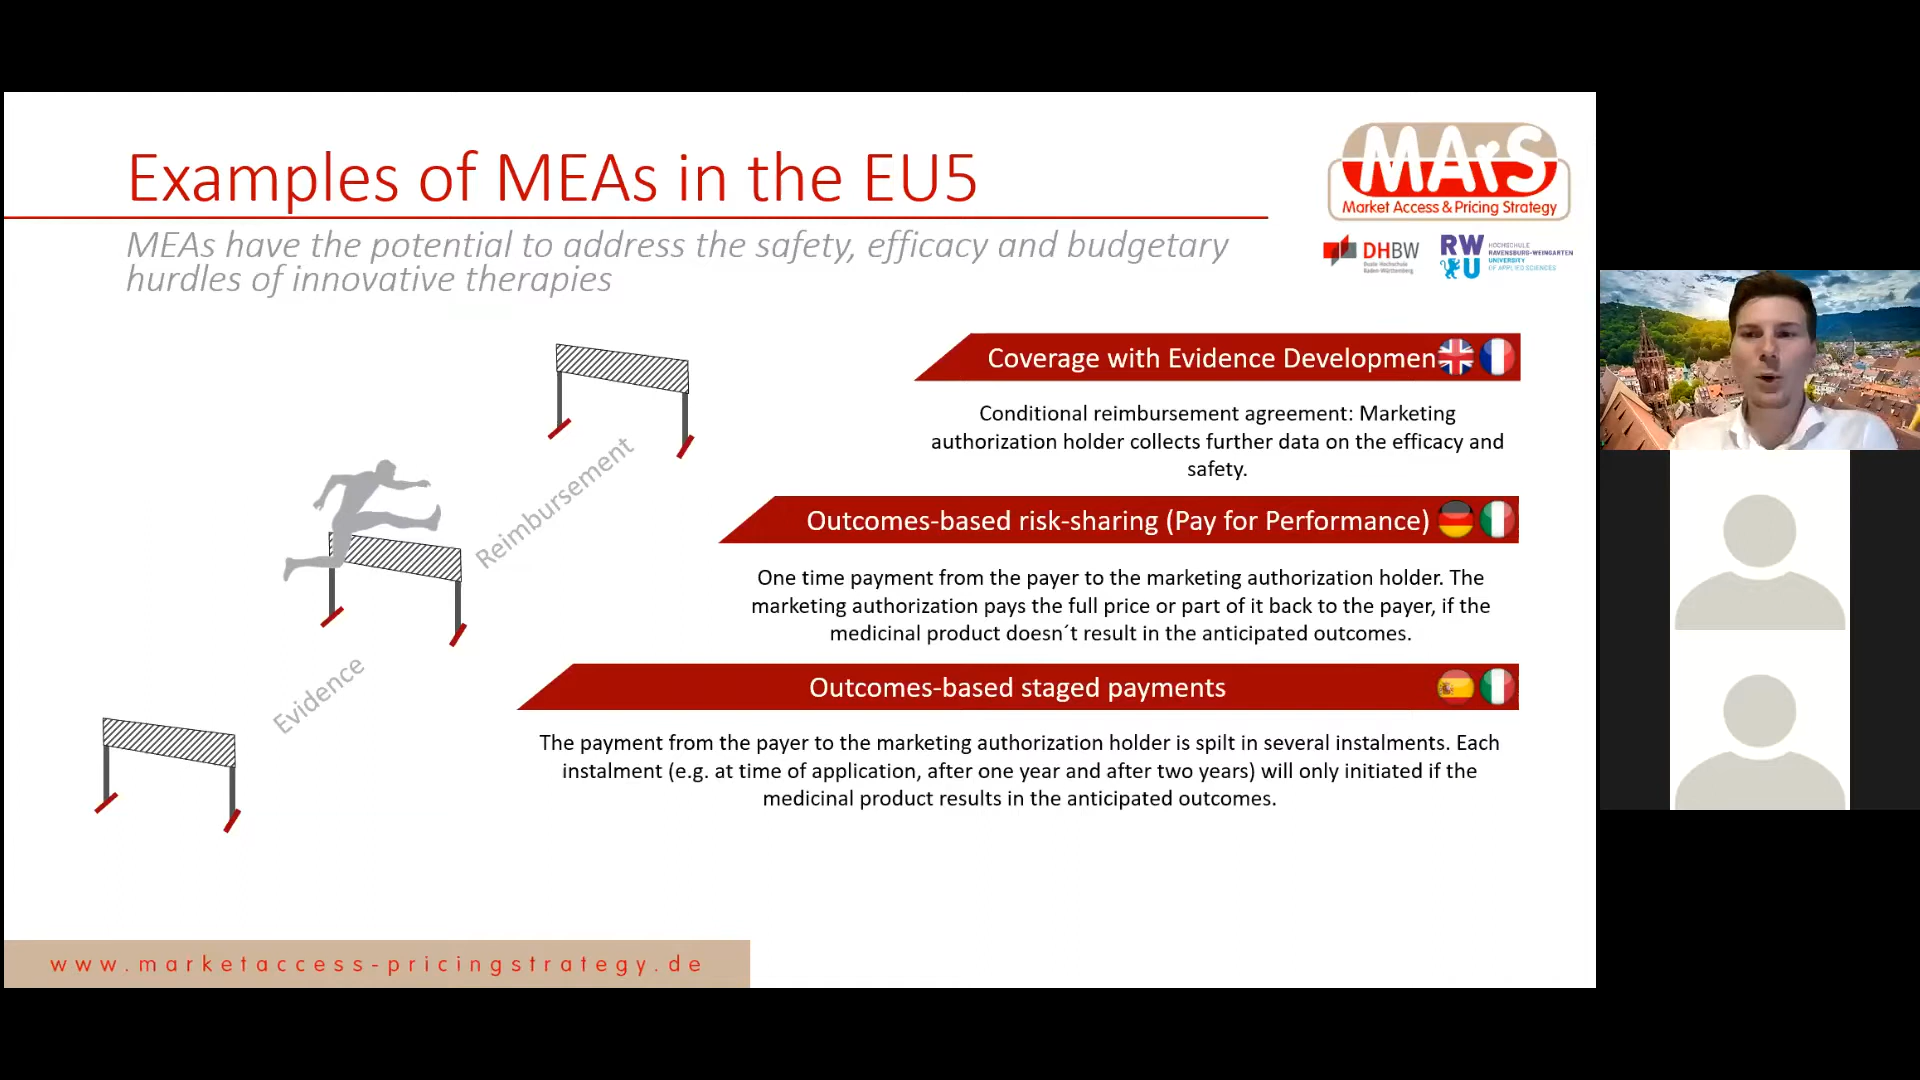 Examples of MEAs in the EU5
MEAs have the potential to address the safety, efficacy and budgetary
hurdles of innovative therapies
MArS
Market Access & Pricing Strategy
DHBW
Duale Hochschule
Baden-Württemberg
RW
U
HOCHSCHULE
RAVENSBURG-WEINGARTEN
UNIVERSITY
OF APPLIED SCIENCES
Coverage with Evidence Developmen
Conditional reimbursement agreement: Marketing
authorization holder collects further data on the efficacy and
safety.
Reimbursement
Outcomes-based risk-sharing (Pay for Performance)
One time payment from the payer to the marketing authorization holder. The
marketing authorization pays the full price or part of it back to the payer, if the
medicinal product doesn´t result in the anticipated outcomes.
Evidence
Outcomes-based staged payments
The payment from the payer to the marketing authorization holder is spilt in several instalments. Each
instalment (e.g. at time of application, after one year and after two years) will only initiated if the
medicinal product results in the anticipated outcomes.
www.marketaccess-pricingstrategy.de